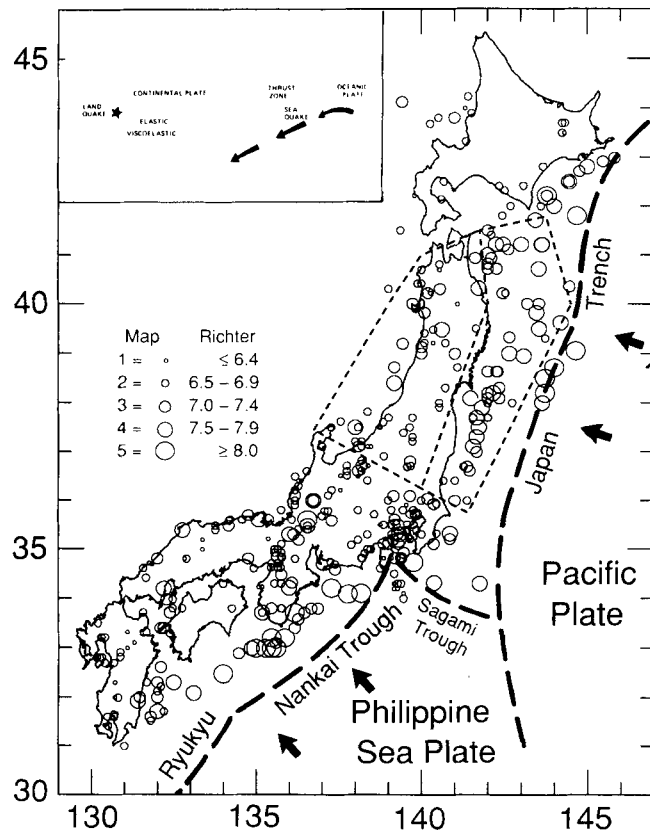 45
40
35
30
130
135
140
145
LAND
QUAKE
CONTINENTAL PLATE
ELASTIC
VISCOELASTIC
THRUST
ZONE
SEA
QUAKE
OCEANIC
PLATE
Map Richter
1 = ≤ 6.4
2 = 6.5 – 6.9
3 = 7.0 – 7.4
4 = 7.5 – 7.9
5 = ≥ 8.0
Japan Trench
Pacific
Plate
Sagami
Trough
Ryukyu Nankai Trough
Philippine
Sea Plate